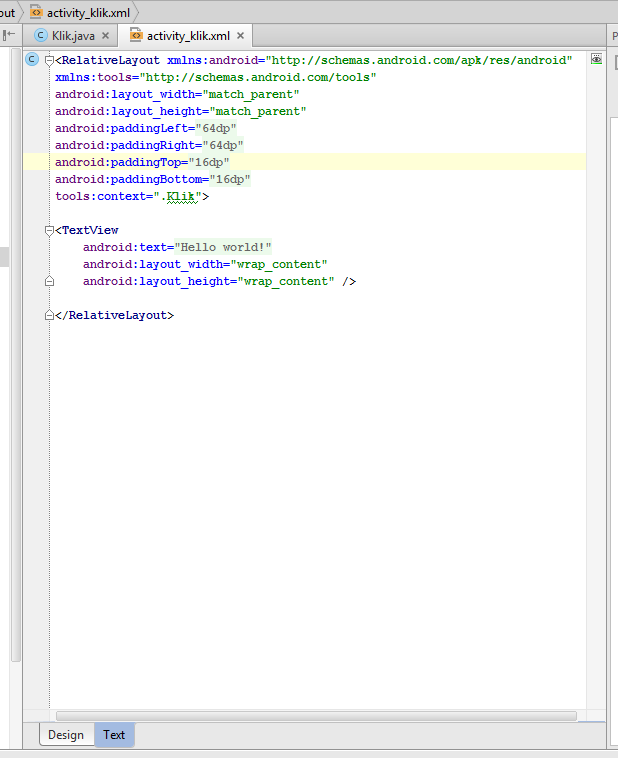 out
activity_klik.xml
Klik.java
activity_klik.xml
<RelativeLayout xmlns:android="http://schemas.android.com/apk/res/android"
xmlns:tools="http://schemas.android.com/tools"
android:layout_width="match_parent"
android:layout_height="match_parent"
android:paddingLeft="64dp"
android:paddingRight="64dp"
android:paddingTop="16dp"
android:paddingBottom="16dp"
tools:context=".Klik">
<TextView
android:text="Hello world!"
android:layout_width="wrap_content"
android:layout_height="wrap_content" />
</RelativeLayout>
Design
Text